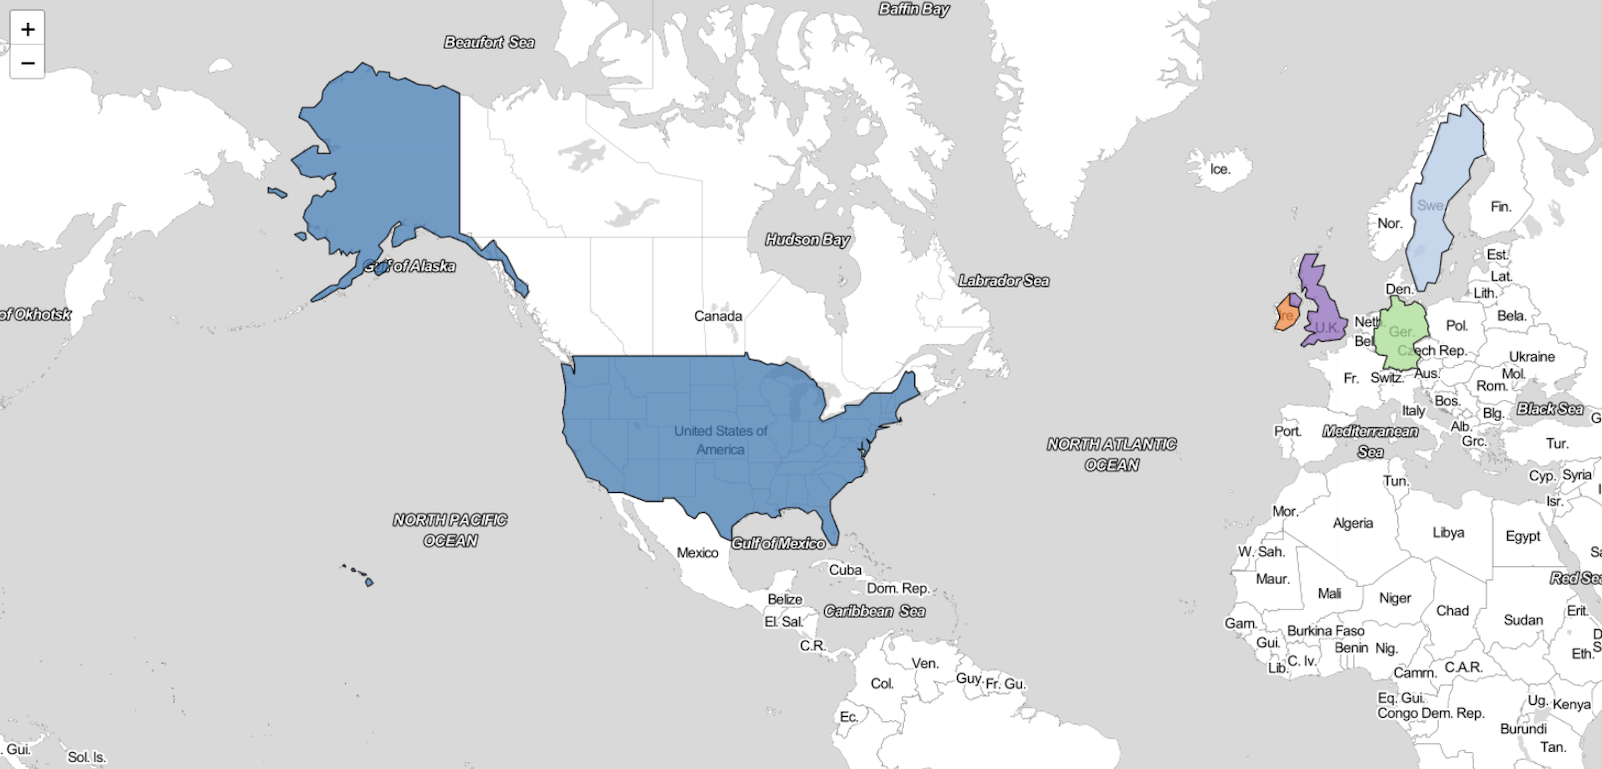 Baffin Bay
+
Beaufort Sea
−
Ice.
Swe.
Fin.
Nor.
Hudson Bay
Est.
Gulf of Alaska
Lat.
Labrador Sea
Den.
Lith.
of Okhotsk
Canada
Ire.
U.K.
Neth.
Ger.
Pol.
Bela.
Bel.
Czech Rep.
Ukraine
Fr.
Switz.
Aus.
Mol.
Rom.
Bos.
Italy
Blg.
Black Sea
G
Alb.
Port.
Mediterranean
Sea
Grc.
Tur.
United States of
America
NORTH ATLANTIC
OCEAN
Tun.
Cyp.
Syria
Isr.
Mor.
NORTH PACIFIC
OCEAN
Algeria
Libya
Egypt
Mexico
Gulf of Mexico
W. Sah.
Sa
Cuba
Maur.
Red Sea
Dom. Rep.
Mali
Niger
Belize
Caribbean Sea
Chad
Erit.
El. Sal.
Gam.
Burkina Faso
Sudan
D
Gui.
Benin
Nig.
S
C.R.
Eth.
Lib.
C. Iv.
Camrn.
C.A.R.
Ven.
Col.
Guy.
Fr. Gu.
Eq. Gui.
Ug.
Kenya
Congo
Dem. Rep.
Ec.
Burundi
. Gui.
Sol. Is.
Tan.